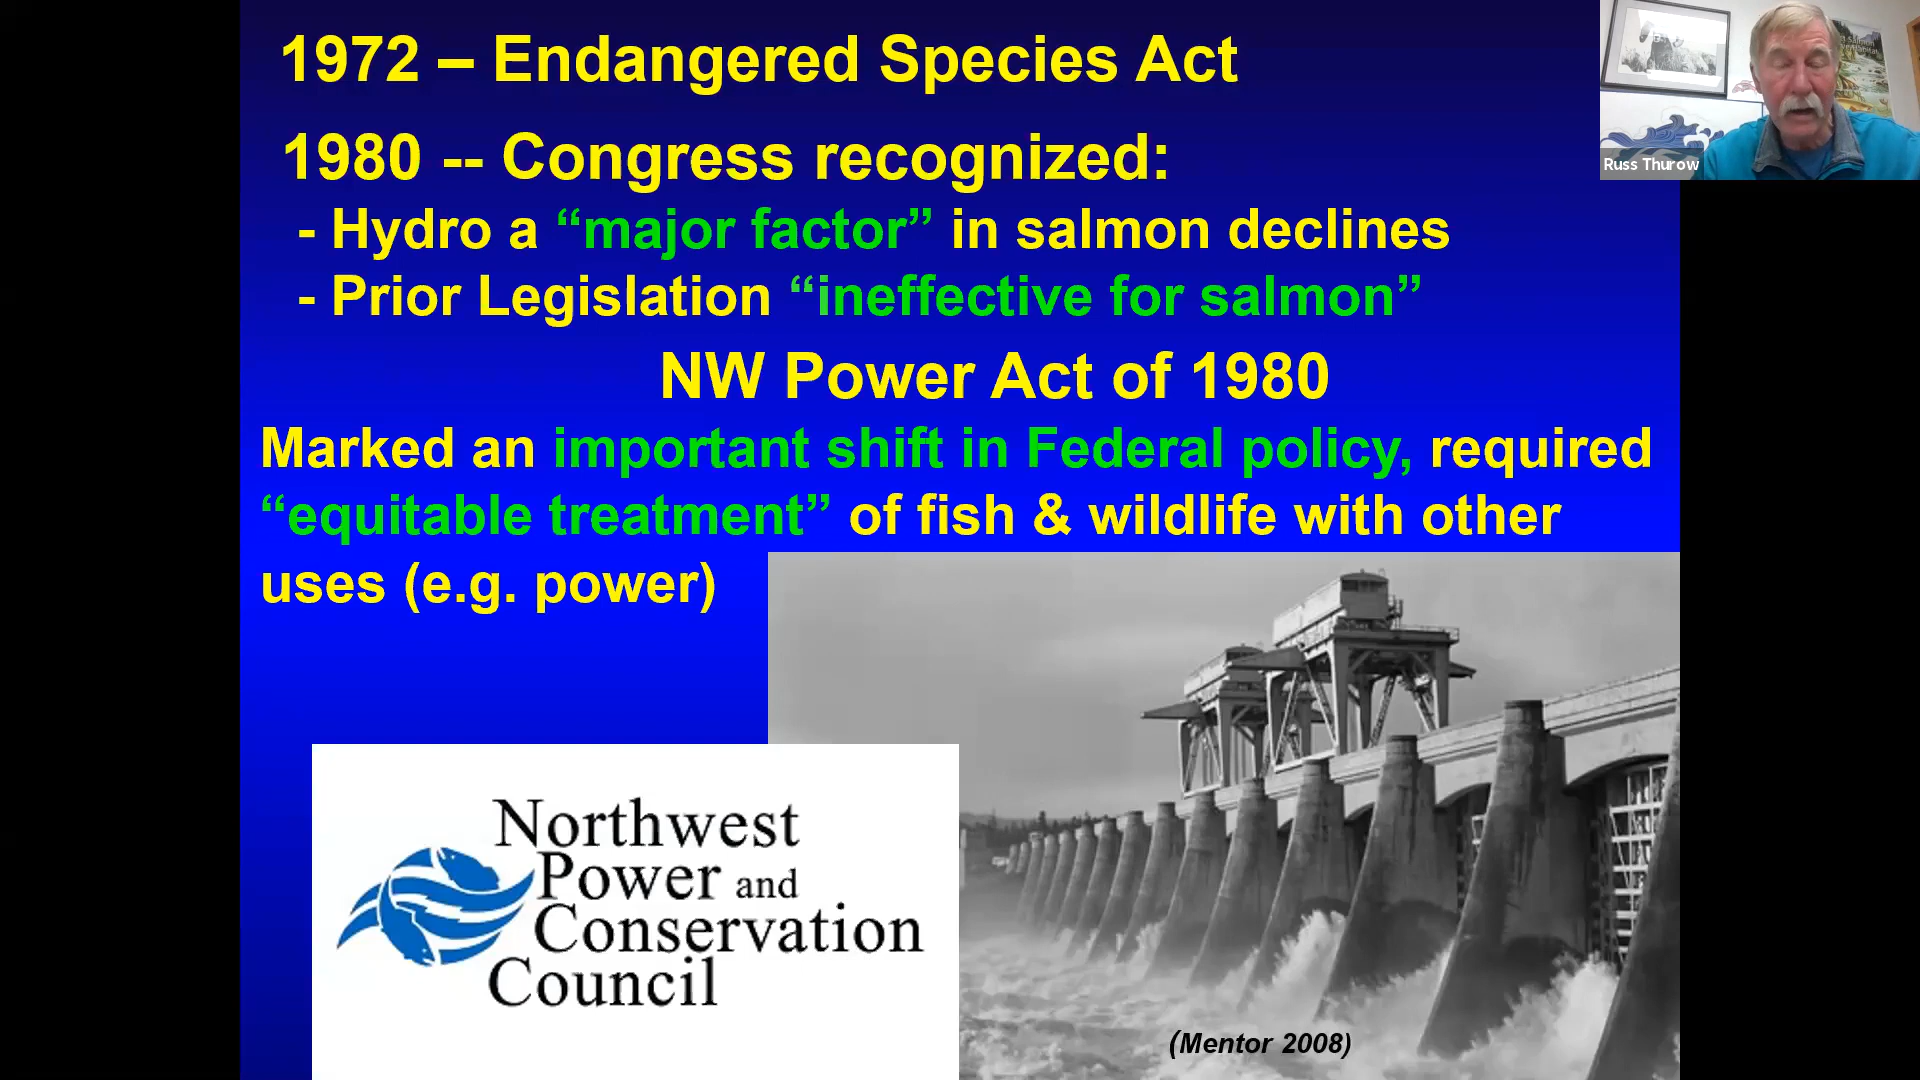 1972 – Endangered Species Act
1980 -- Congress recognized:
- Hydro a “major factor” in salmon declines
- Prior Legislation “ineffective for salmon”
NW Power Act of 1980
Marked an important shift in Federal policy, required
“equitable treatment” of fish & wildlife with other
uses (e.g. power)
Northwest
Power and
Conservation
Council
(Mentor 2008)
Russ Thurow
Salmon
Habitat